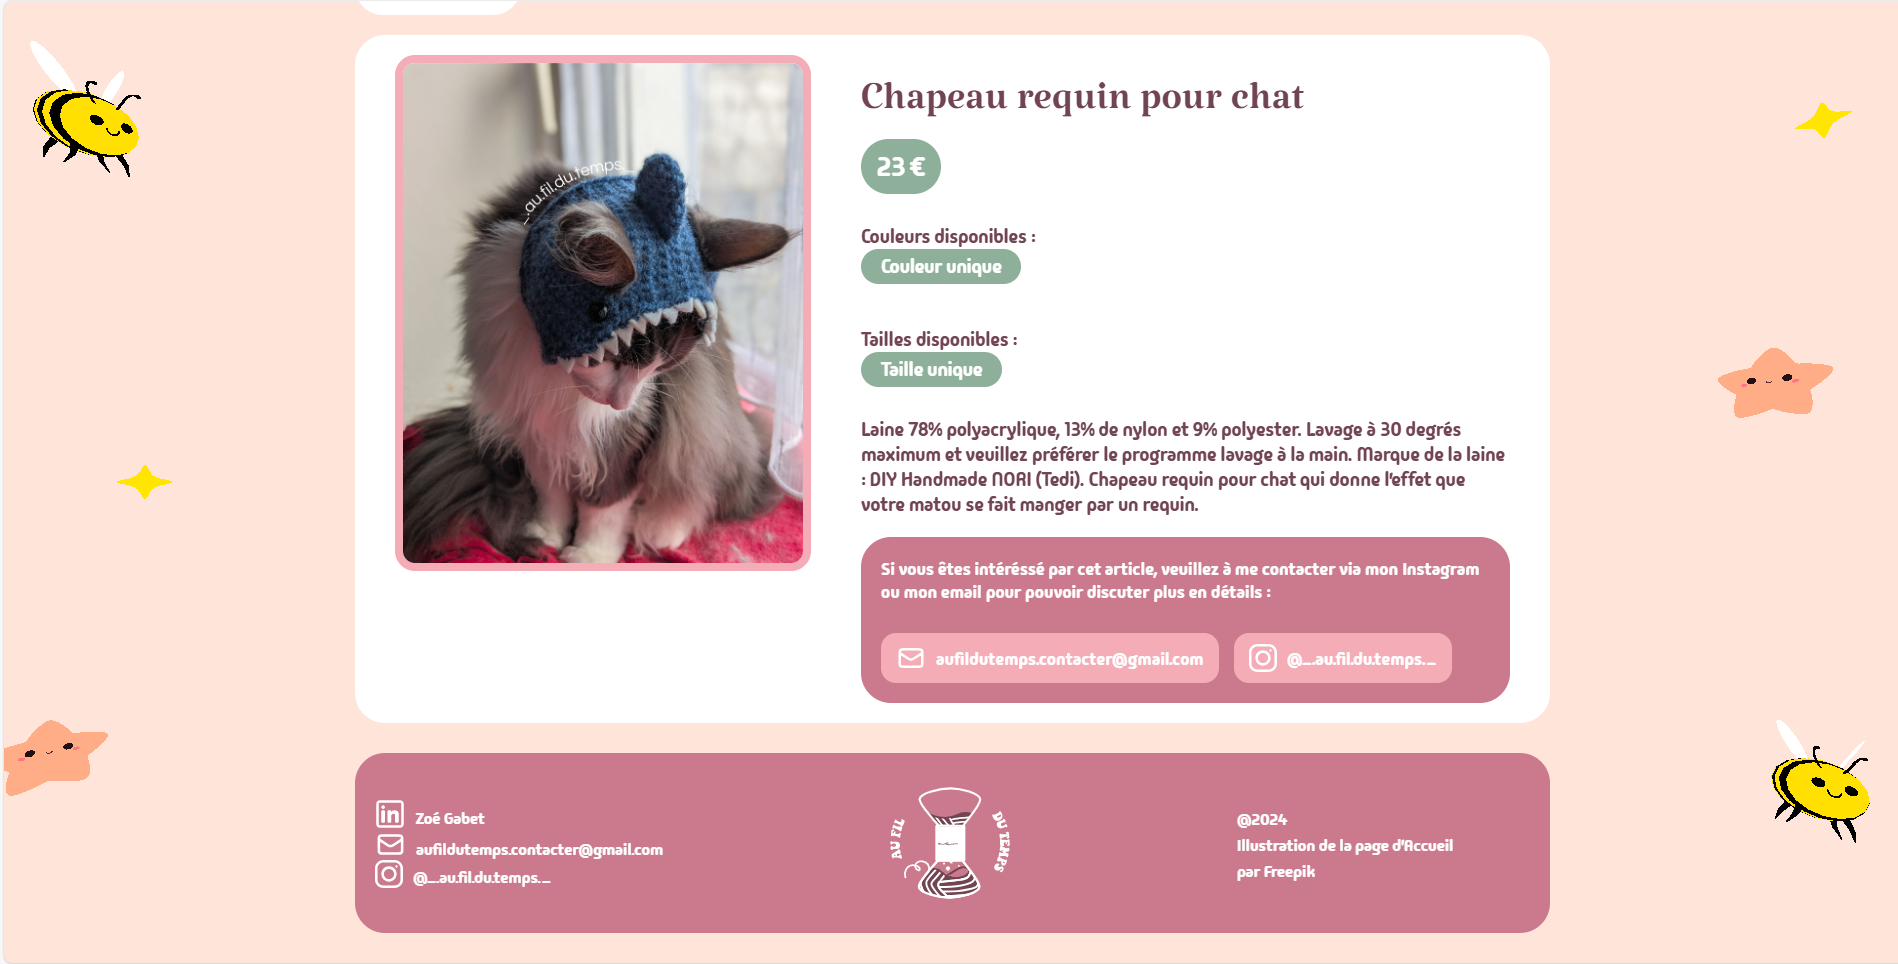 _.au.fil.du.temps_
Chapeau requin pour chat
23 €
Couleurs disponibles :
Couleur unique
Tailles disponibles :
Taille unique
Laine 78% polyacrylique, 13% de nylon et 9% polyester. Lavage à 30 degrés
maximum et veuillez préférer le programme lavage à la main. Marque de la laine
: DIY Handmade NORI (Tedi). Chapeau requin pour chat qui donne l'effet que
votre matou se fait manger par un requin.
Si vous êtes intéréssé par cet article, veuillez à me contacter via mon Instagram
ou mon email pour pouvoir discuter plus en détails :
aufildutemps.contacter@gmail.com
@_.au.fil.du.temps._
Zoé Gabet
aufildutemps.contacter@gmail.com
@_.au.fil.du.temps._
AU FIL
DU TEMPS
@2024
Illustration de la page d'Accueil
par Freepik